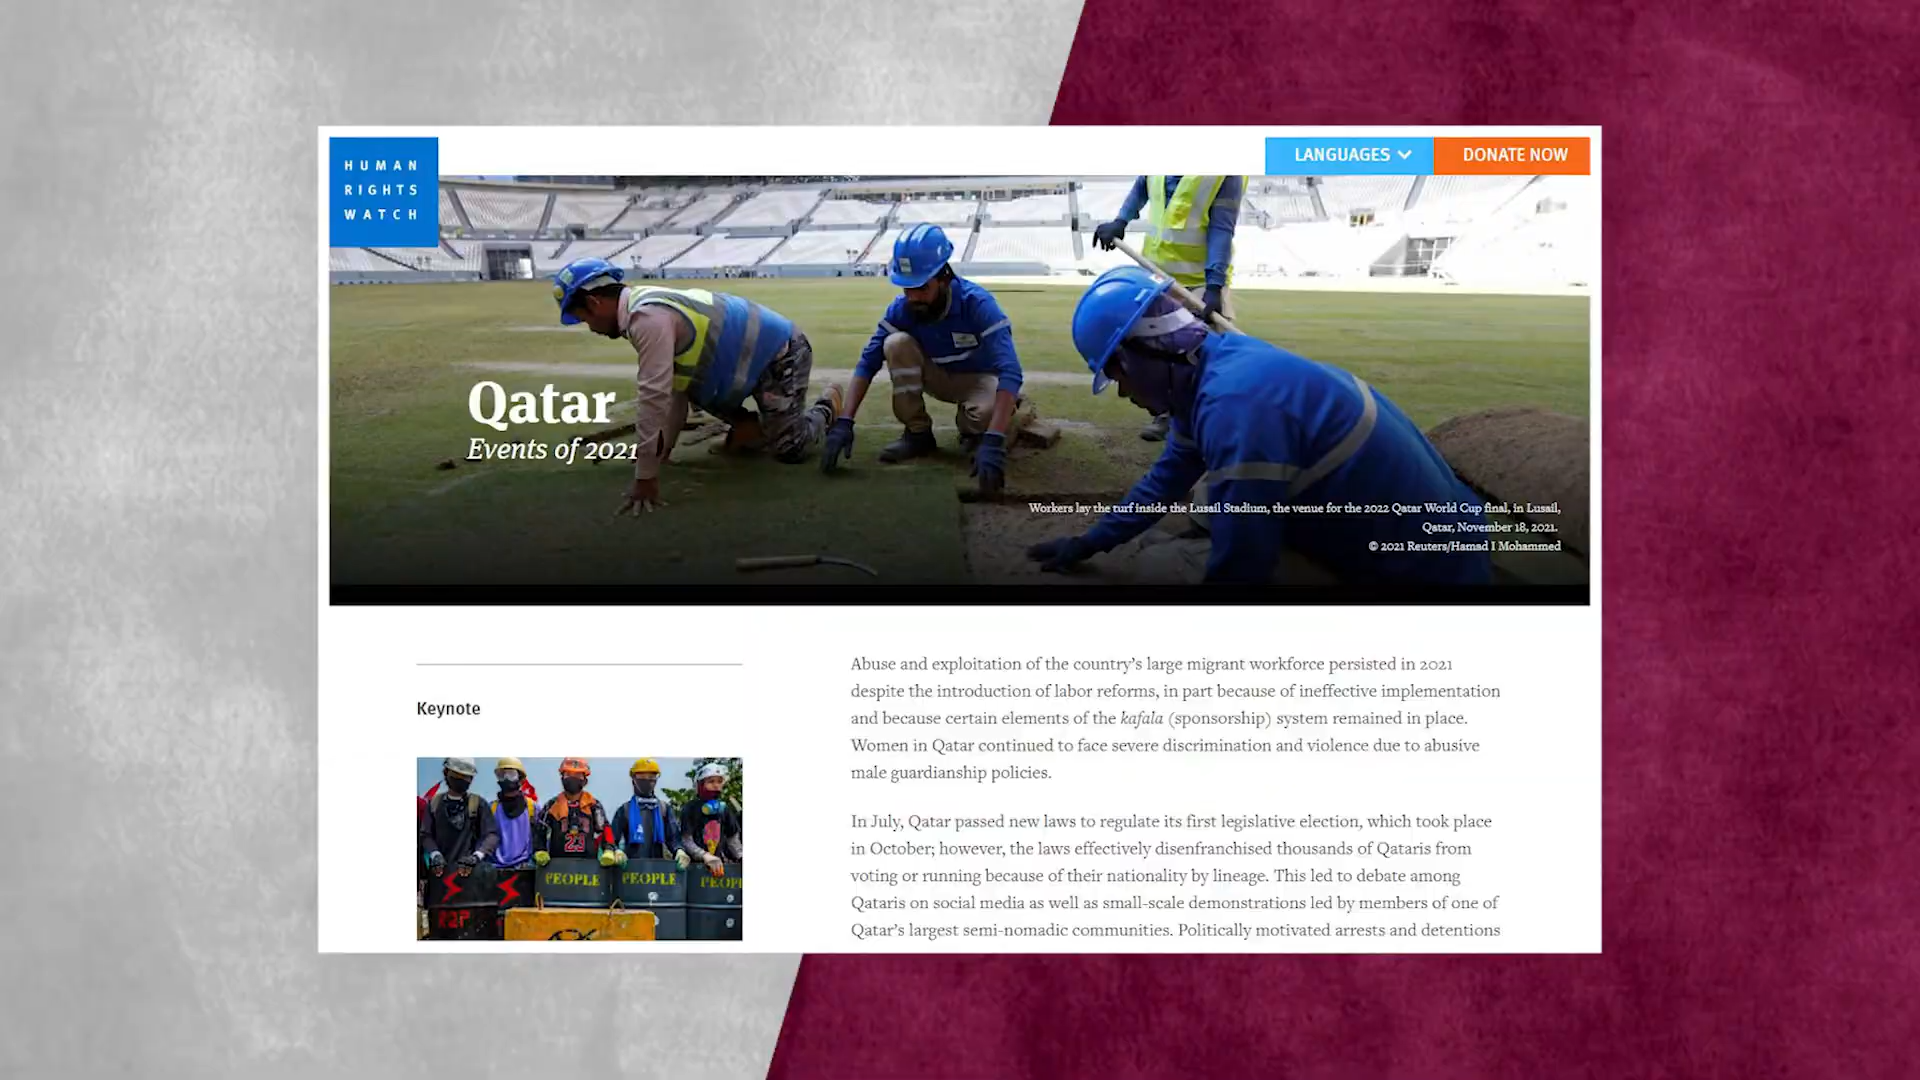 HUMAN
RIGHTS
WATCH
LANGUAGES
DONATE NOW
Qatar
Events of 2021
Workers lay the turf inside the Lusail Stadium, the venue for the 2022 Qatar World Cup final, in Lusail,
Qatar, November 18, 2021.
© 2021 Reuters/Hamad I Mohammed
Keynote
PEOPLE
PEOPLE
PEOPL
R2P
23
Abuse and exploitation of the country's large migrant workforce persisted in 2021
despite the introduction of labor reforms, in part because of ineffective implementation
and because certain elements of the kafala (sponsorship) system remained in place.
Women in Qatar continued to face severe discrimination and violence due to abusive
male guardianship policies.
In July, Qatar passed new laws to regulate its first legislative election, which took place
in October; however, the laws effectively disenfranchised thousands of Qataris from
voting or running because of their nationality by lineage. This led to debate among
Qataris on social media as well as small-scale demonstrations led by members of one of
Qatar's largest semi-nomadic communities. Politically motivated arrests and detentions